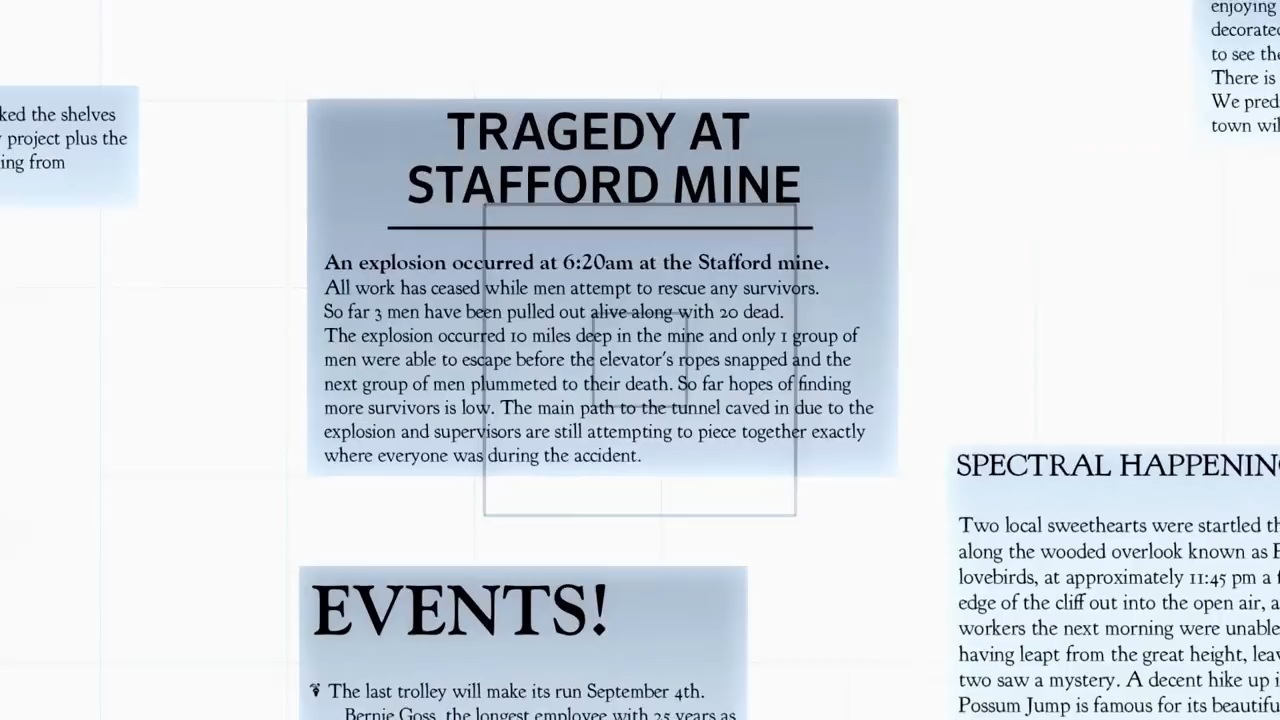 ked the shelves
project plus the
ing from
TRAGEDY AT
STAFFORD MINE
An explosion occurred at 6:20am at the Stafford mine.
All work has ceased while men attempt to rescue any survivors.
So far 3 men have been pulled out alive along with 20 dead.
The explosion occurred 10 miles deep in the mine and only 1 group of
men were able to escape before the elevator's ropes snapped and the
next group of men plummeted to their death. So far hopes of finding
more survivors is low. The main path to the tunnel caved in due to the
explosion and supervisors are still attempting to piece together exactly
where everyone was during the accident.
enjoying
decorated
to see the
There is
We pred
town wil
EVENTS!
The last trolley will make its run September 4th.
Bernie Goss, the longest employee with 25 years as
SPECTRAL HAPPENING
Two local sweethearts were startled th
along the wooded overlook known as
lovebirds, at approximately 11:45 pm a f
edge of the cliff out into the open air, a
workers the next morning were unable
having leapt from the great height, leav
two saw a mystery. A decent hike up i
Possum Jump is famous for its beautifu